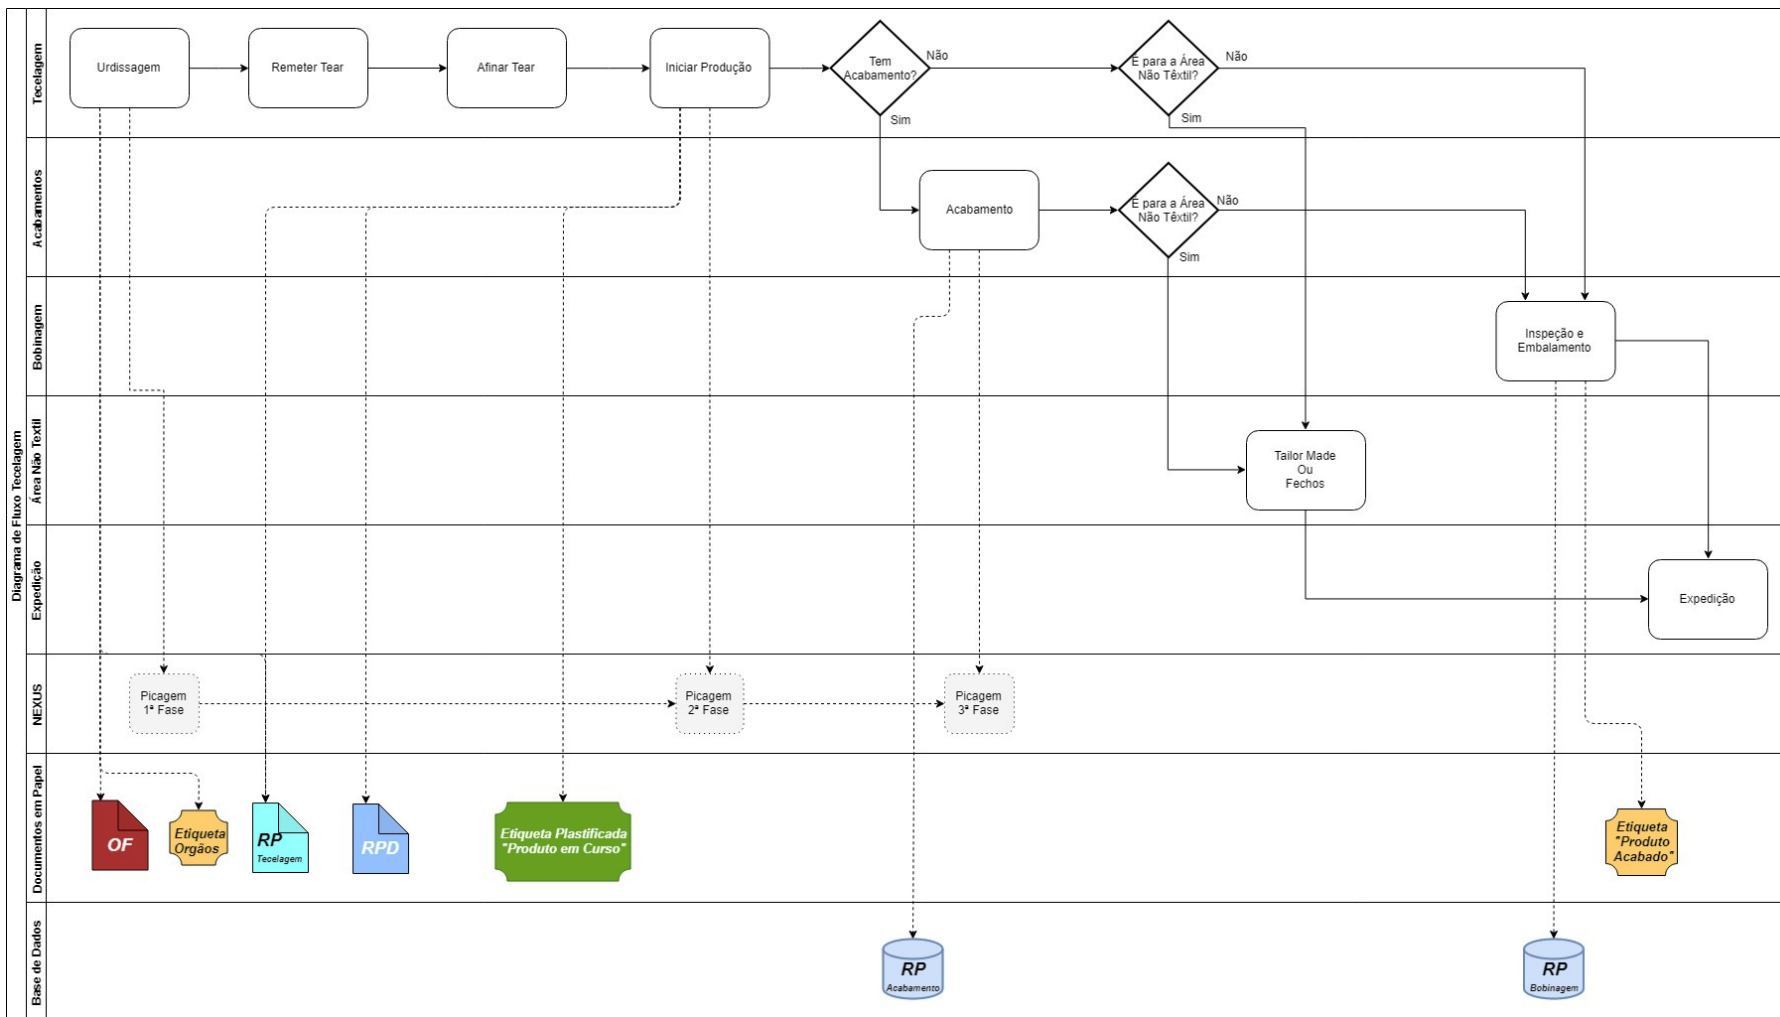 Diagrama de Fluxo Tecelagem
Tecelagem
Urdissagem
Remeter Tear
Afinar Tear
Iniciar Produção
Tem
Acabamento?
Não
Sim
É para a Área
Não Têxtil?
Não
Sim
Acabamentos
Acabamento
É para a Área
Não Têxtil?
Não
Sim
Bobinagem
Inspeção e
Embalamento
Área Não Textil
Tailor Made
Ou
Fechos
Expedição
Expedição
NEXUS
Picagem
1ª Fase
Picagem
2ª Fase
Picagem
3ª Fase
Documentos em Papel
OF
Etiqueta
Orgãos
RP
Tecelagem
RPD
Etiqueta Plastificada
"Produto em Curso"
Etiqueta
"Produto
Acabado"
Base de Dados
RP
Acabamento
RP
Bobinagem